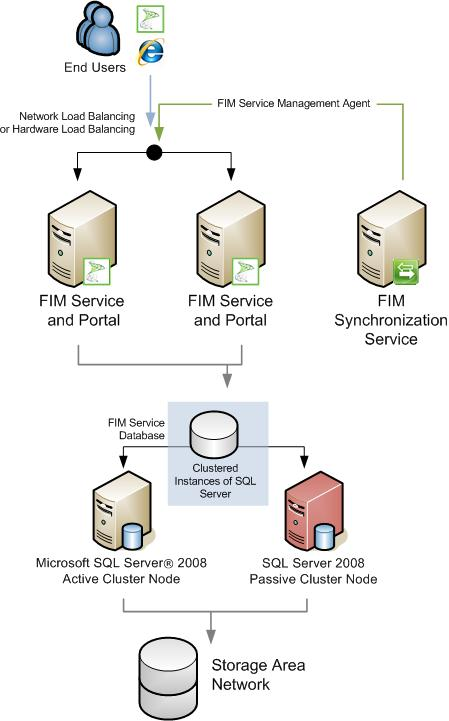 End Users
FIM Service Management Agent
Network Load Balancing
or Hardware Load Balancing
FIM Service
and Portal
FIM Service
and Portal
FIM
Synchronization
Service
FIM Service
Database
Clustered
Instances of SQL
Server
Microsoft SQL Server® 2008
Active Cluster Node
SQL Server 2008
Passive Cluster Node
Storage Area
Network